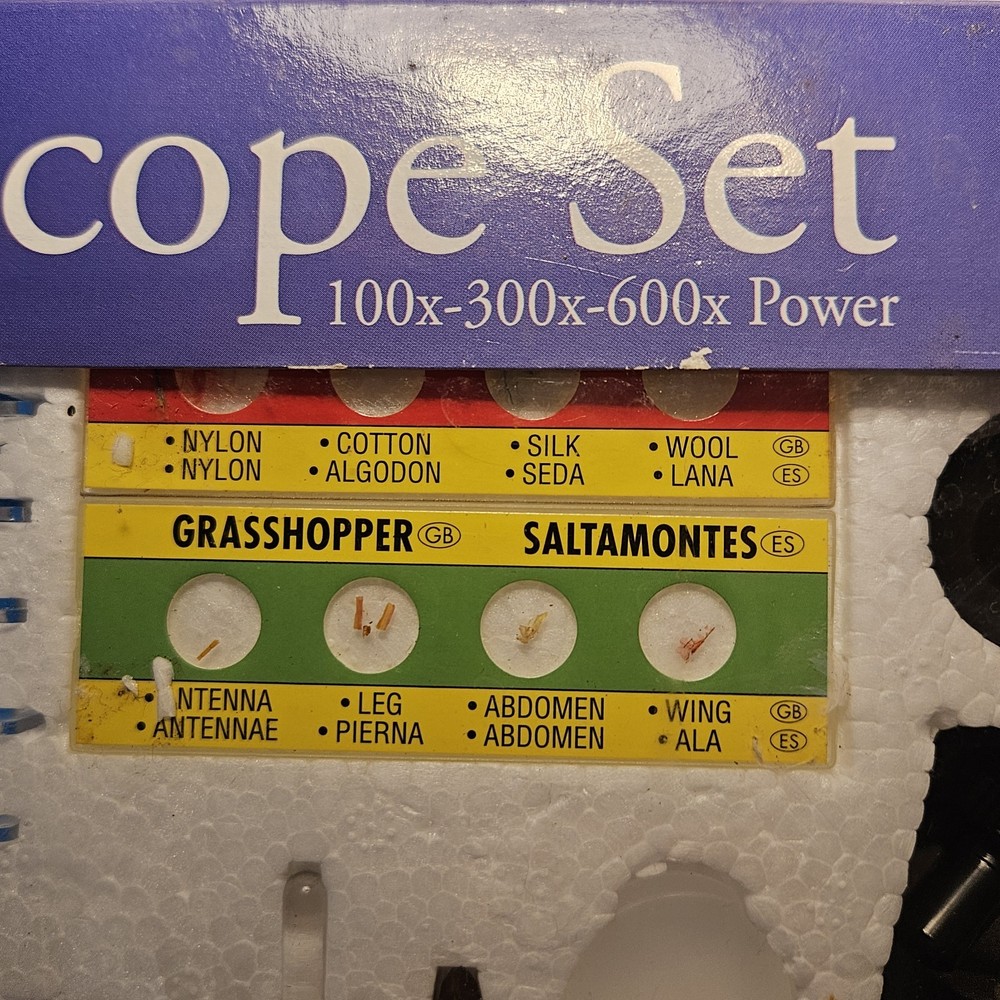 cope Set
100x-300x-600x Power
• NYLON • COTTON • SILK • WOOL GB
• NYLON • ALGODON • SEDA • LANA ES
GRASSHOPPER GB SALTAMONTES ES
• NTENNA • LEG • ABDOMEN • WING GB
• ANTENNAE • PIERNA • ABDOMEN • ALA ES